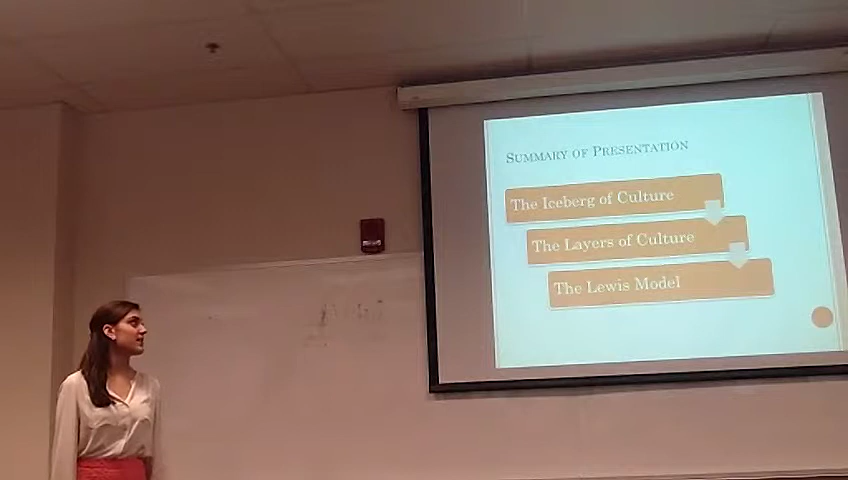 SUMMARY OF PRESENTATION
The Iceberg of Culture
The Layers of Culture
The Lewis Model